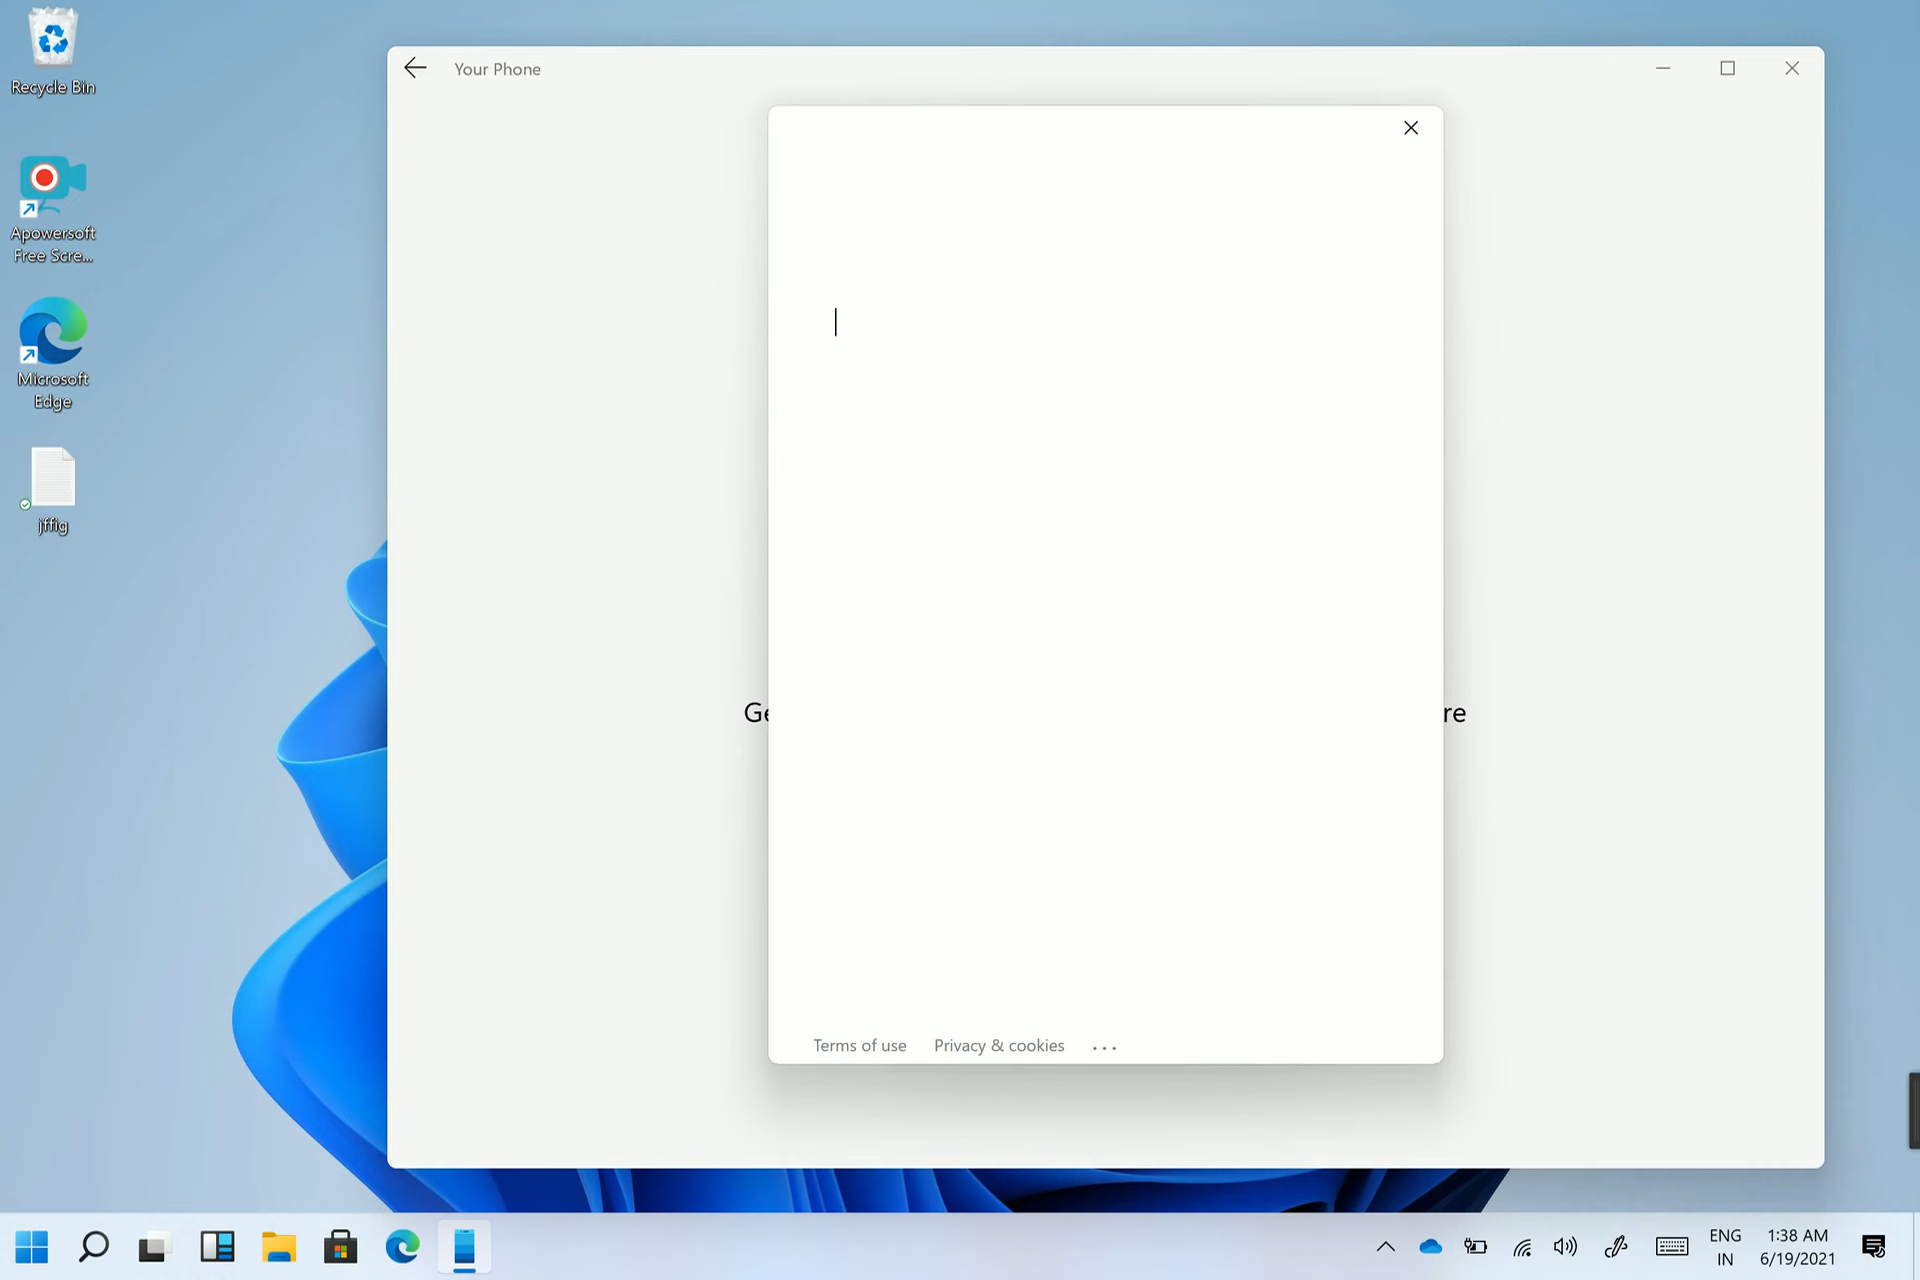 Recycle Bin
Apowersoft
Free Scre...
Microsoft
Edge
jffig
Your Phone
Ge
re
Terms of use Privacy & cookies ...
ENG
IN
1:38 AM
6/19/2021